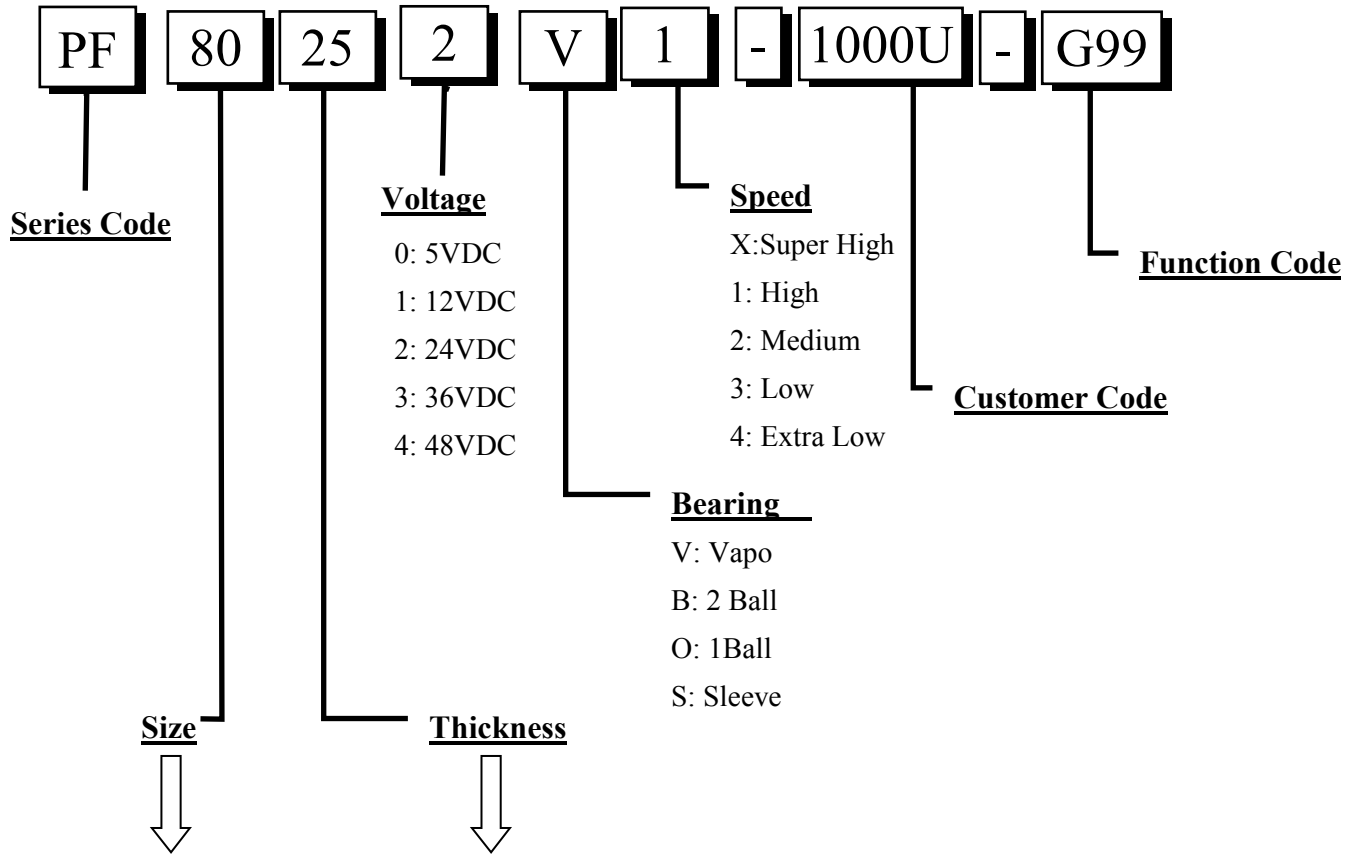 PF 80 25 2 V 1 - 1000U - G99
Series Code
Voltage
0: 5VDC
1: 12VDC
2: 24VDC
3: 36VDC
4: 48VDC
Speed
X:Super High
1: High
2: Medium
3: Low
4: Extra Low
Function Code
Customer Code
Bearing
V: Vapo
B: 2 Ball
O: 1Ball
S: Sleeve
Size
Thickness